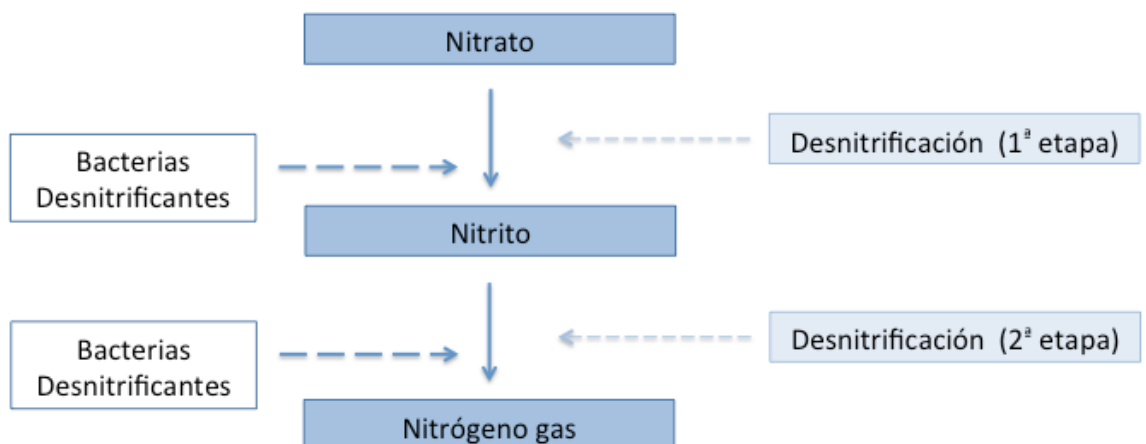 Nitrato
Desnitrificación (1ª etapa)
Bacterias
Desnitrificantes
Nitrito
Desnitrificación (2ª etapa)
Bacterias
Desnitrificantes
Nitrógeno gas